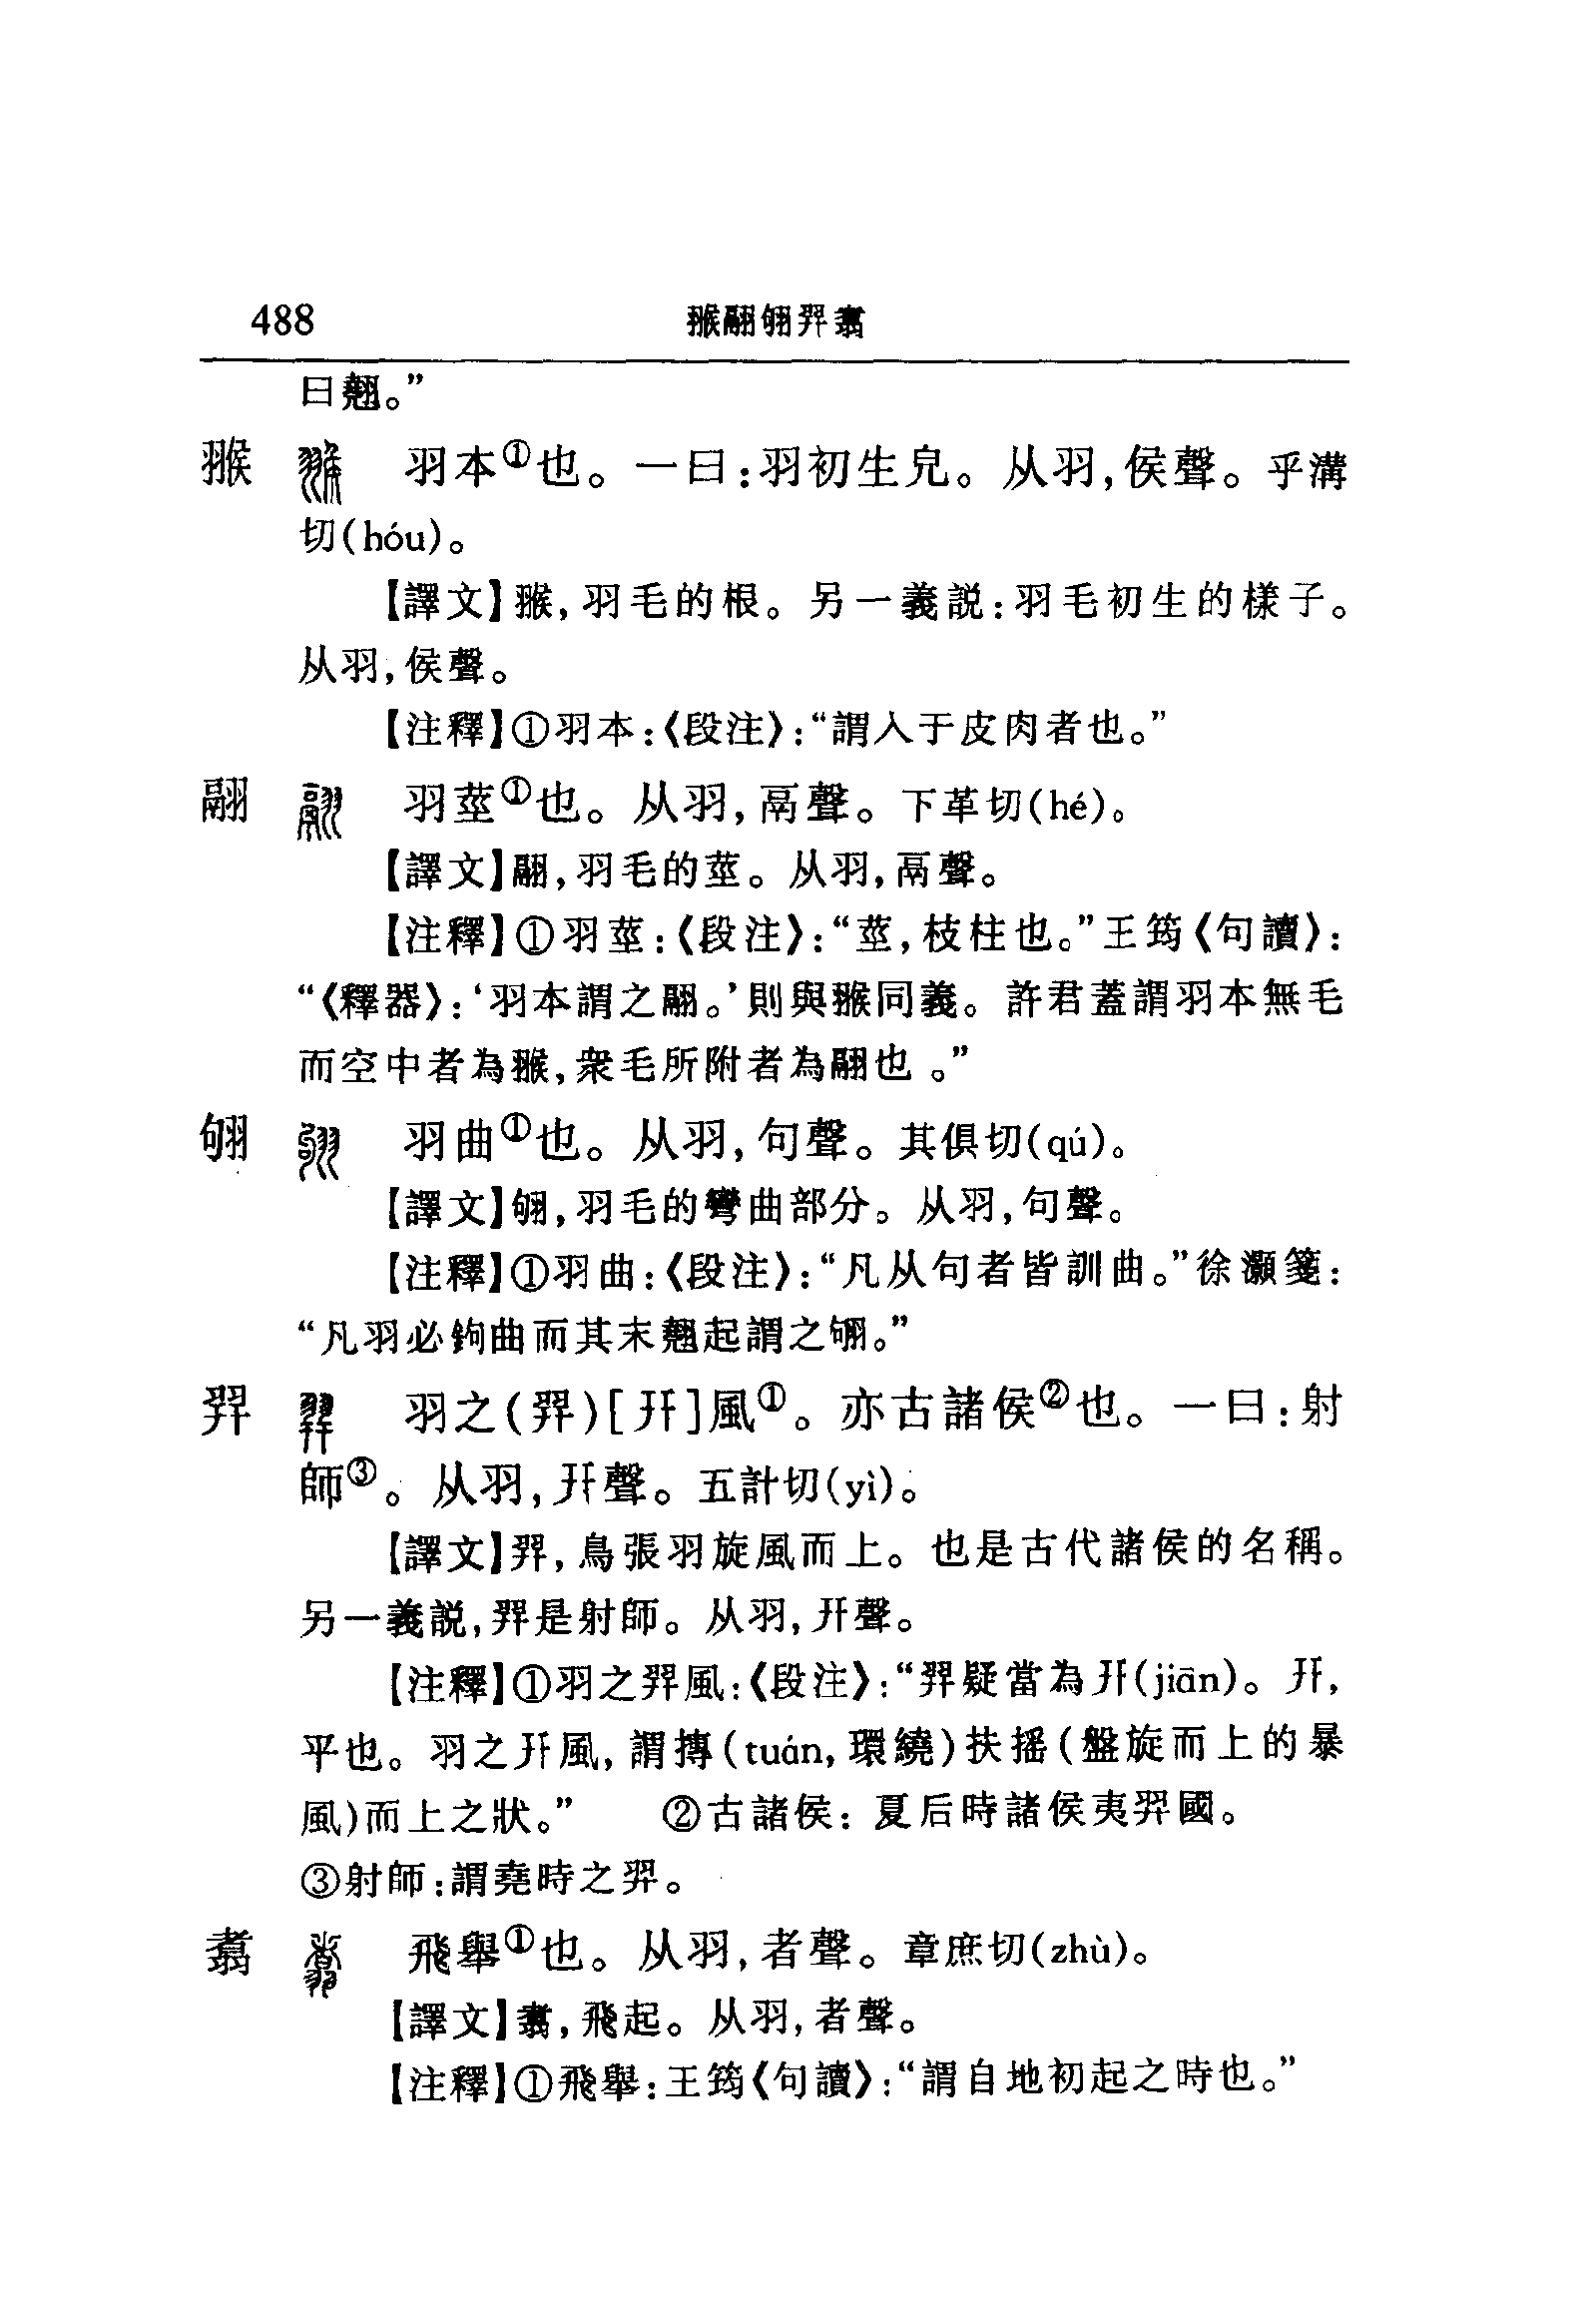 488 翭翮翑羿翥
曰翹。”
翭 羽本①也。一曰:羽初生皃。从羽,侯聲。乎溝
切(hóu)。
【譯文】翭,羽毛的根。另一義説:羽毛初生的樣子。
从羽,侯聲。
【注釋】①羽本:《段注》:“謂入于皮肉者也。”
翮 羽莖①也。从羽,鬲聲。下革切(hé)。
【譯文】翮,羽毛的莖。从羽,鬲聲。
【注釋】①羽莖:《段注》:“莖,枝柱也。”王筠《句讀》:
“《釋器》:‘羽本謂之翮。’則與翭同義。許君蓋謂羽本無毛
而空中者為翭,衆毛所附者為翮也。”
翑 羽曲①也。从羽,句聲。其俱切(qú)。
【譯文】翑,羽毛的彎曲部分。从羽,句聲。
【注釋】①羽曲:《段注》:“凡从句者皆訓曲。”徐灝箋:
“凡羽必鉤曲而其末翹起謂之翑。”
羿 羽之(羿)[幵]風①。亦古諸侯②也。一曰:射
師③。从羽,幵聲。五計切(yì)。
【譯文】羿,鳥張羽旋風而上。也是古代諸侯的名稱。
另一義説,羿是射師。从羽,幵聲。
【注釋】①羽之羿風:《段注》:“羿疑當為幵(jiān)。幵,
平也。羽之幵風,謂摶(tuán,環繞)扶摇(盤旋而上的暴
風)而上之狀。” ②古諸侯:夏后時諸侯夷羿國。
③射師:謂堯時之羿。
翥 飛舉①也。从羽,者聲。章庶切(zhù)。
【譯文】翥,飛起。从羽,者聲。
【注釋】①飛舉:王筠《句讀》:“謂自地初起之時也。”